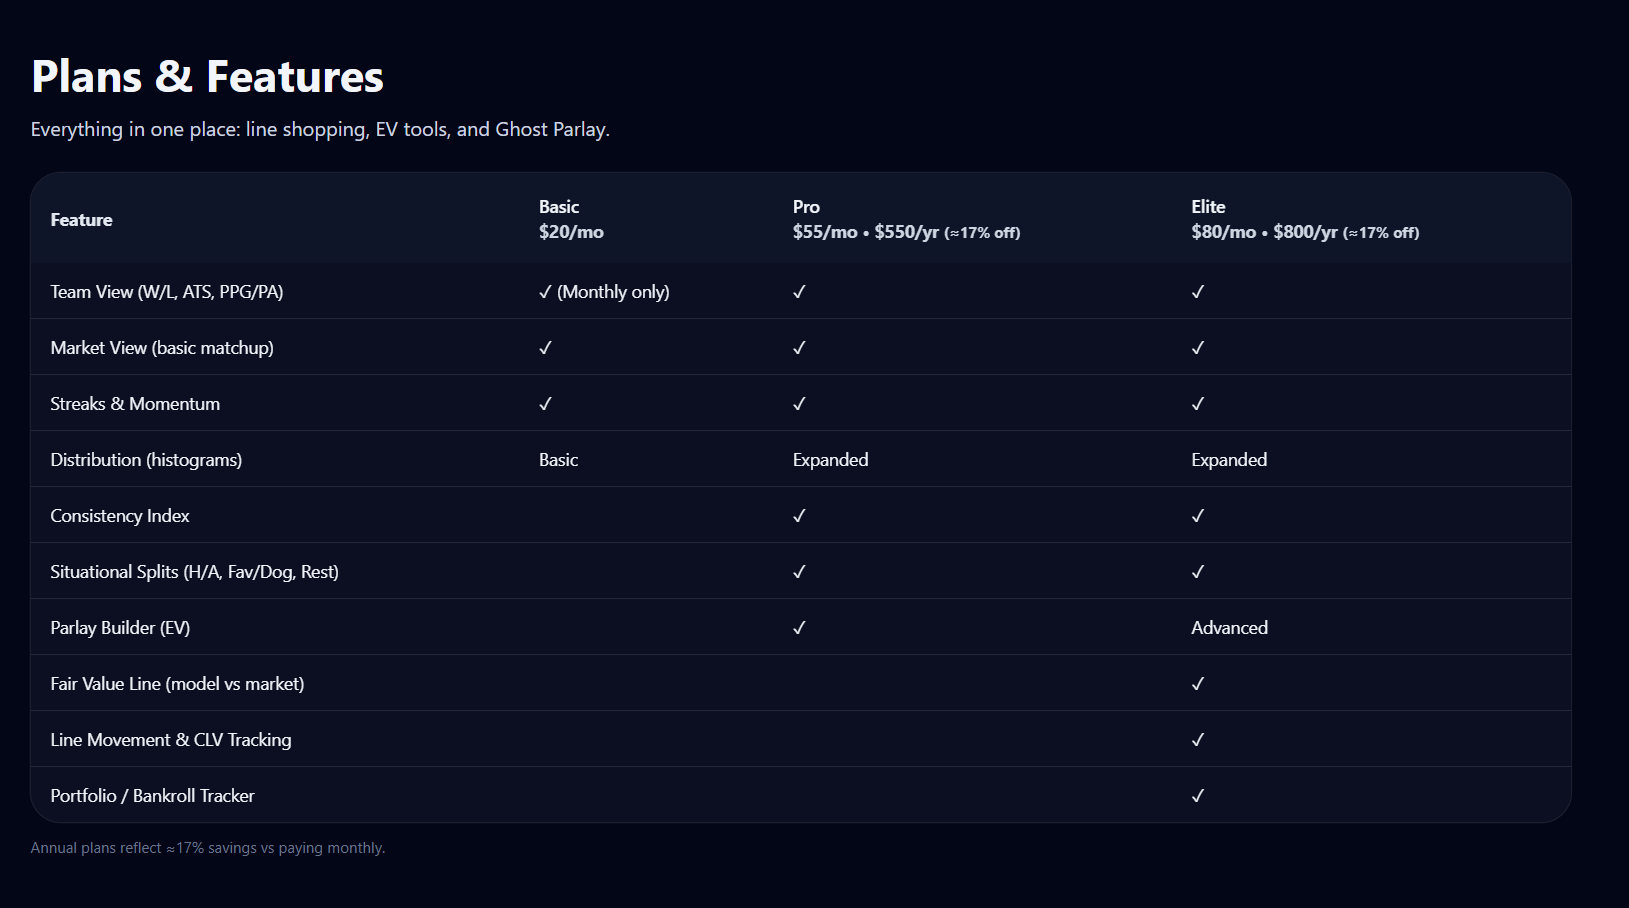 Plans & Features
Everything in one place: line shopping, EV tools, and Ghost Parlay.
Feature
Basic
$20/mo
Pro
$55/mo • $550/yr (≈17% off)
Elite
$80/mo • $800/yr (≈17% off)
Team View (W/L, ATS, PPG/PA) ✓ (Monthly only) ✓ ✓
Market View (basic matchup) ✓ ✓ ✓
Streaks & Momentum ✓ ✓ ✓
Distribution (histograms) Basic Expanded Expanded
Consistency Index ✓ ✓
Situational Splits (H/A, Fav/Dog, Rest) ✓ ✓
Parlay Builder (EV) ✓ Advanced
Fair Value Line (model vs market) ✓
Line Movement & CLV Tracking ✓
Portfolio / Bankroll Tracker ✓
Annual plans reflect ≈17% savings vs paying monthly.